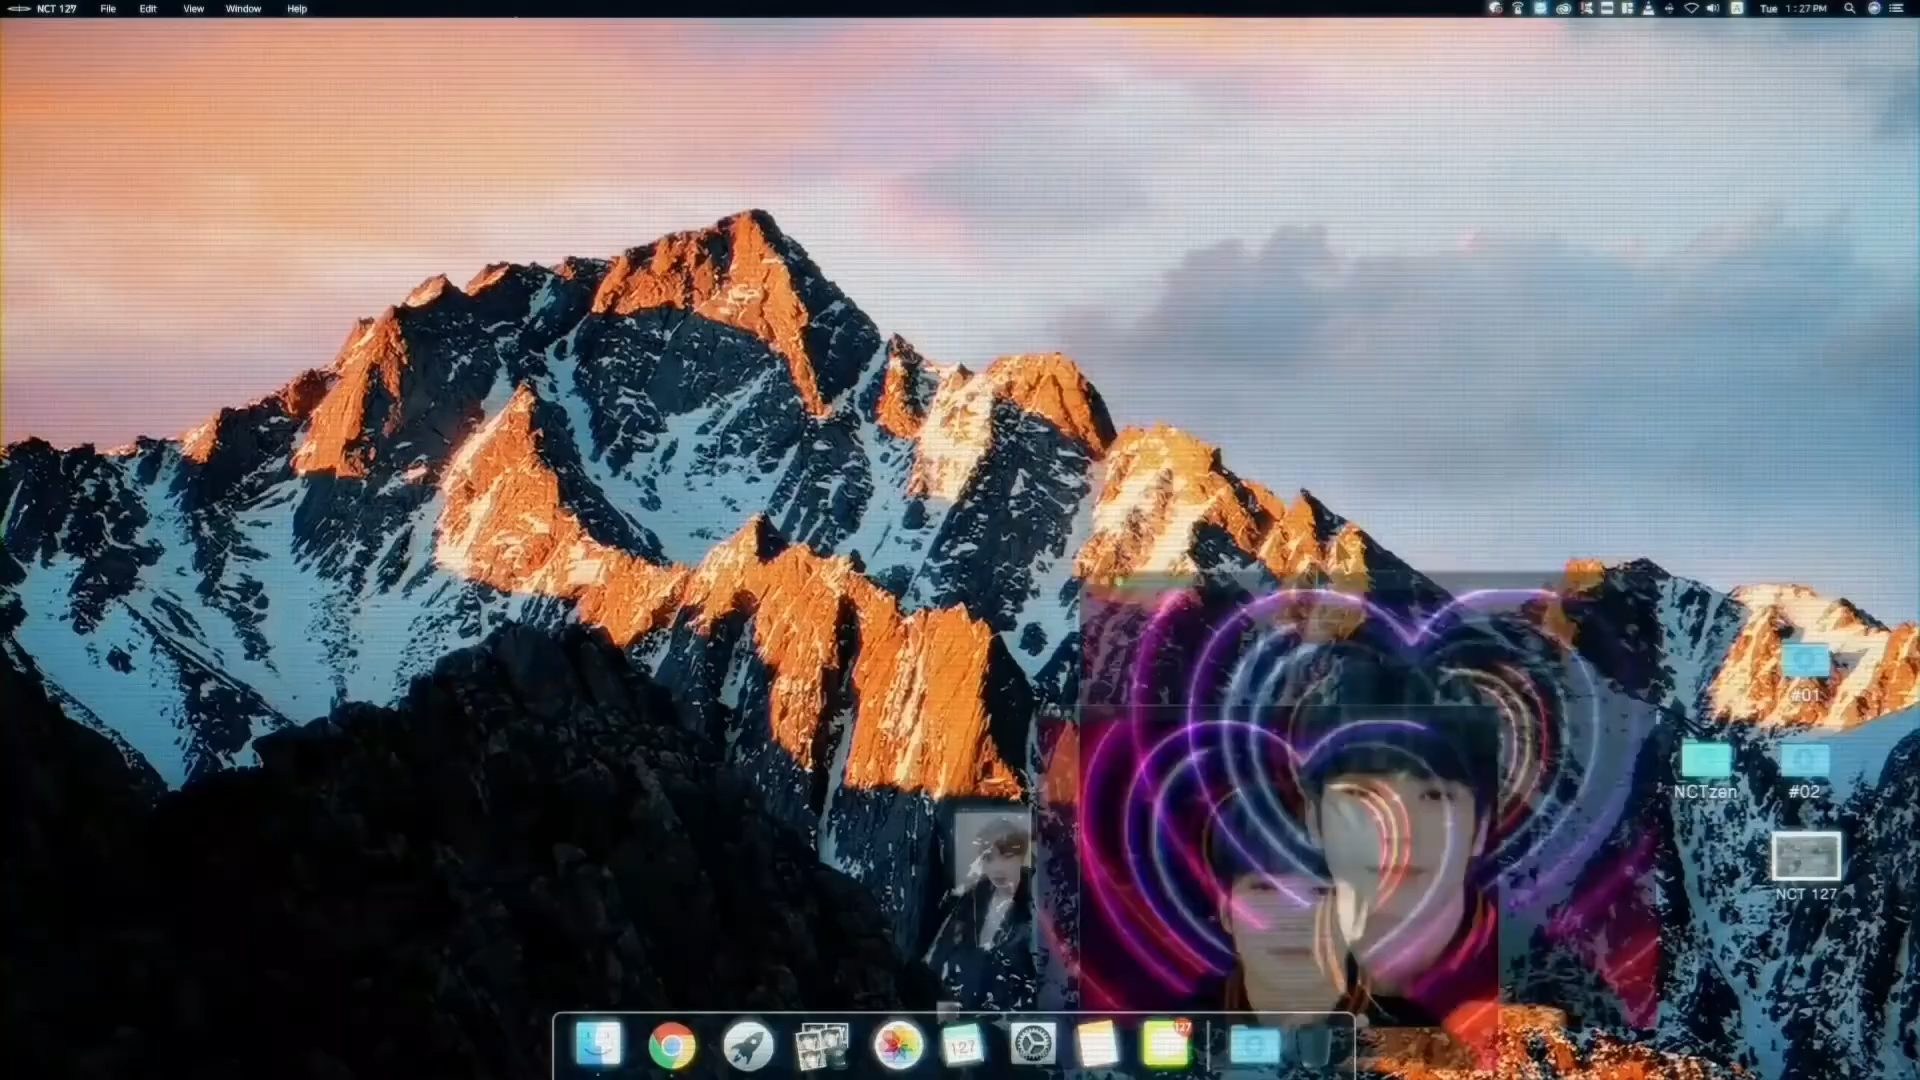 NCT 127 File Edit View Window Help
Tue 1:27 PM
#01
NCTzen
#02
NCT 127
127
127